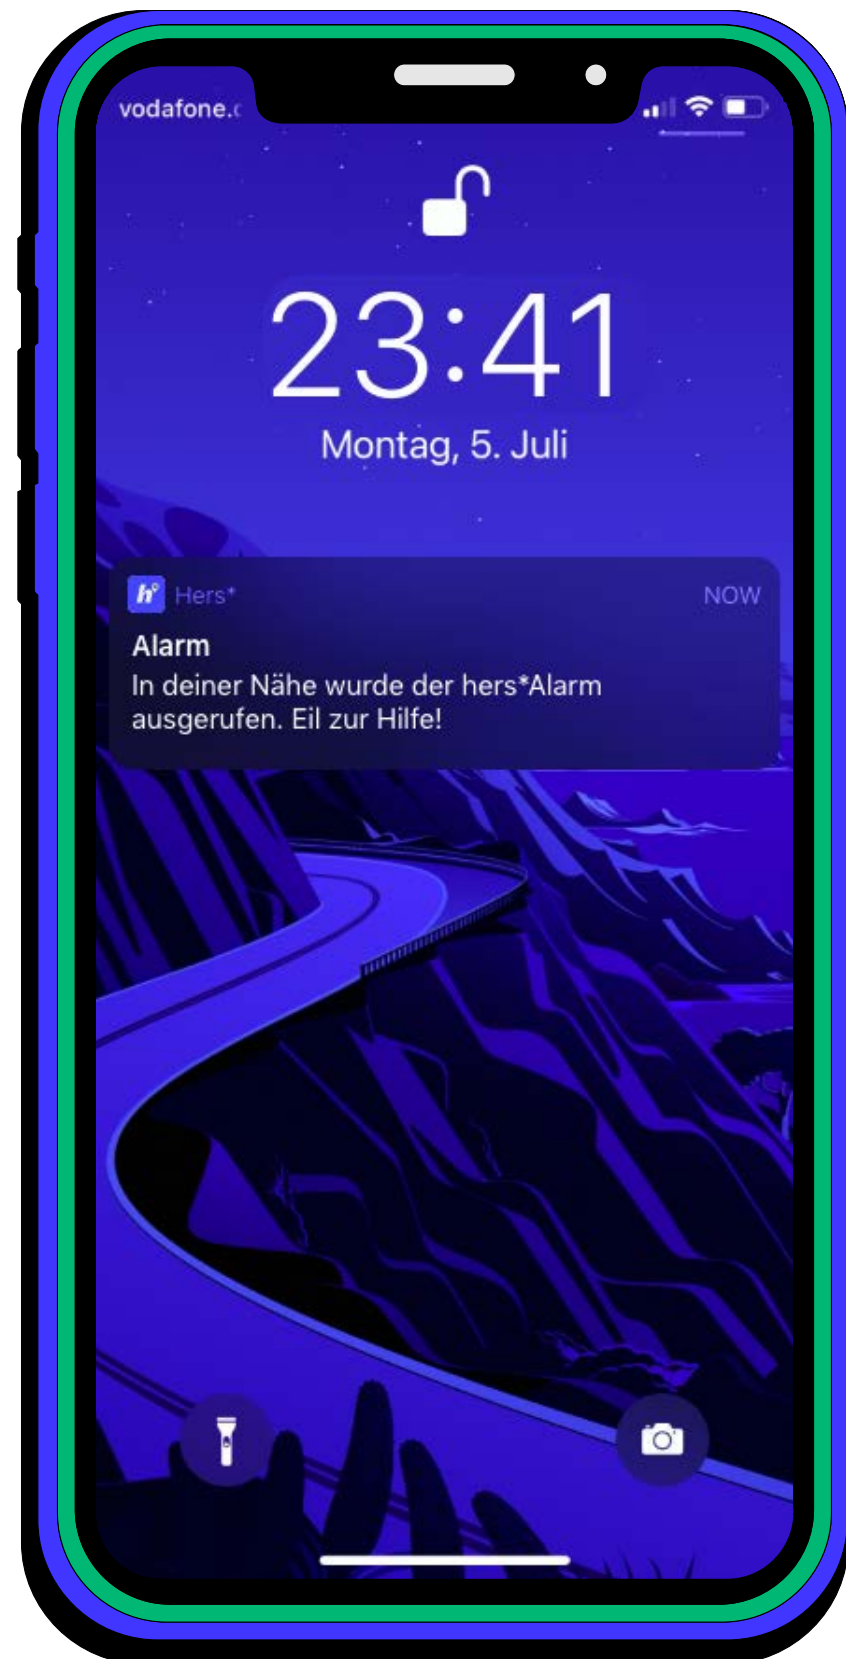 vodafone.
23:41
Montag, 5. Juli
h Hers* NOW
Alarm
In deiner Nähe wurde der hers*Alarm
ausgerufen. Eil zur Hilfe!